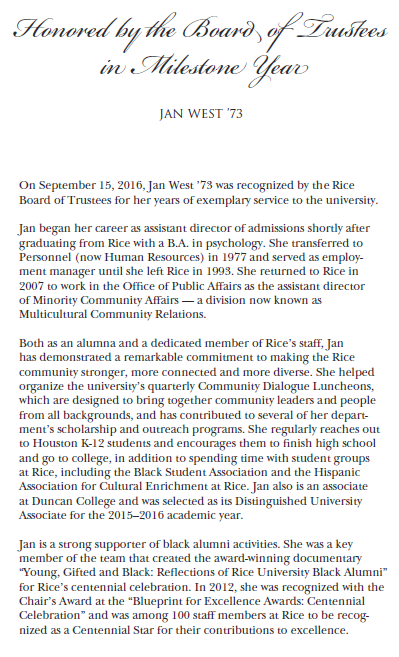 Honored by the Board of Trustees
in Milestone Year
JAN WEST ’73
On September 15, 2016, Jan West ’73 was recognized by the Rice
Board of Trustees for her years of exemplary service to the university.
Jan began her career as assistant director of admissions shortly after
graduating from Rice with a B.A. in psychology. She transferred to
Personnel (now Human Resources) in 1977 and served as employ-
ment manager until she left Rice in 1993. She returned to Rice in
2007 to work in the Office of Public Affairs as the assistant director
of Minority Community Affairs — a division now known as
Multicultural Community Relations.
Both as an alumna and a dedicated member of Rice’s staff, Jan
has demonstrated a remarkable commitment to making the Rice
community stronger, more connected and more diverse. She helped
organize the university’s quarterly Community Dialogue Luncheons,
which are designed to bring together community leaders and people
from all backgrounds, and has contributed to several of her depart-
ment’s scholarship and outreach programs. She regularly reaches out
to Houston K-12 students and encourages them to finish high school
and go to college, in addition to spending time with student groups
at Rice, including the Black Student Association and the Hispanic
Association for Cultural Enrichment at Rice. Jan also is an associate
at Duncan College and was selected as its Distinguished University
Associate for the 2015–2016 academic year.
Jan is a strong supporter of black alumni activities. She was a key
member of the team that created the award-winning documentary
“Young, Gifted and Black: Reflections of Rice University Black Alumni”
for Rice’s centennial celebration. In 2012, she was recognized with the
Chair’s Award at the “Blueprint for Excellence Awards: Centennial
Celebration” and was among 100 staff members at Rice to be recog-
nized as a Centennial Star for their contributions to excellence.